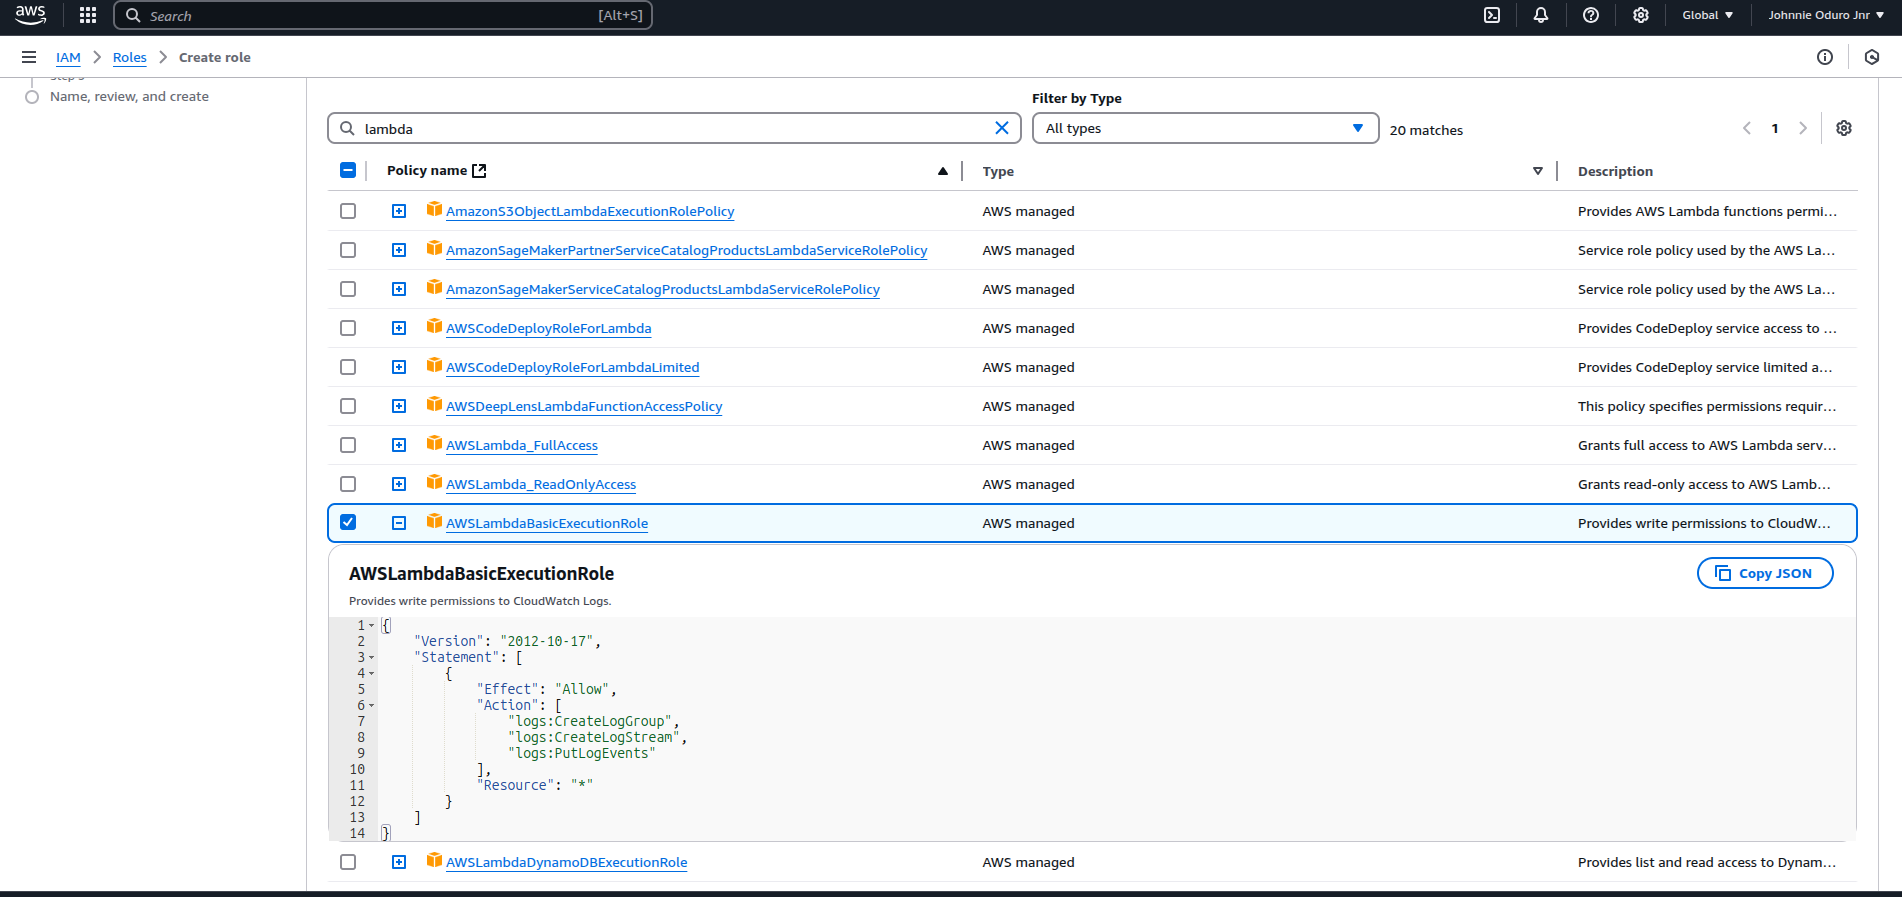 aws
Search
[Alt+S]
Global
Johnnie Oduro Jnr
IAM
Roles
Create role
Name, review, and create
Filter by Type
lambda
All types
20 matches
1
Policy name
Type
Description
AmazonS3ObjectLambdaExecutionRolePolicy
AWS managed
Provides AWS Lambda functions permi...
AmazonSageMakerPartnerServiceCatalogProductsLambdaServiceRolePolicy
AWS managed
Service role policy used by the AWS La...
AmazonSageMakerServiceCatalogProductsLambdaServiceRolePolicy
AWS managed
Service role policy used by the AWS La...
AWSCodeDeployRoleForLambda
AWS managed
Provides CodeDeploy service access to ...
AWSCodeDeployRoleForLambdaLimited
AWS managed
Provides CodeDeploy service limited a...
AWSDeepLensLambdaFunctionAccessPolicy
AWS managed
This policy specifies permissions requir...
AWSLambda_FullAccess
AWS managed
Grants full access to AWS Lambda serv...
AWSLambda_ReadOnlyAccess
AWS managed
Grants read-only access to AWS Lamb...
AWSLambdaBasicExecutionRole
AWS managed
Provides write permissions to CloudW...
AWSLambdaBasicExecutionRole
Copy JSON
Provides write permissions to CloudWatch Logs.
1 {
2     "Version": "2012-10-17",
3     "Statement": [
4         {
5             "Effect": "Allow",
6             "Action": [
7                 "logs:CreateLogGroup",
8                 "logs:CreateLogStream",
9                 "logs:PutLogEvents"
10             ],
11             "Resource": "*"
12         }
13     ]
14 }
AWSLambdaDynamoDBExecutionRole
AWS managed
Provides list and read access to Dynam...